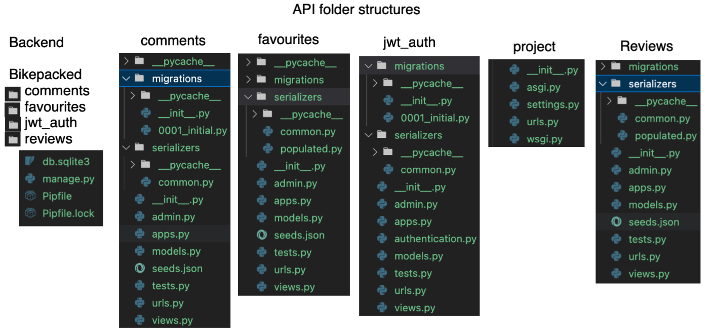 API folder structures
Backend
Bikepacked
comments
favourites
jwt_auth
reviews
db.sqlite3
manage.py
Pipfile
Pipfile.lock
comments
__pycache__
migrations
__pycache__
__init__.py
0001_initial.py
serializers
__pycache__
common.py
__init__.py
admin.py
apps.py
models.py
seeds.json
tests.py
urls.py
views.py
favourites
__pycache__
migrations
serializers
__pycache__
common.py
populated.py
__init__.py
admin.py
apps.py
models.py
seeds.json
tests.py
urls.py
views.py
jwt_auth
migrations
__pycache__
__init__.py
0001_initial.py
serializers
__pycache__
common.py
__init__.py
admin.py
apps.py
authentication.py
models.py
tests.py
urls.py
views.py
project
__init__.py
asgi.py
settings.py
urls.py
wsgi.py
Reviews
migrations
serializers
__pycache__
common.py
populated.py
__init__.py
admin.py
apps.py
models.py
seeds.json
tests.py
urls.py
views.py